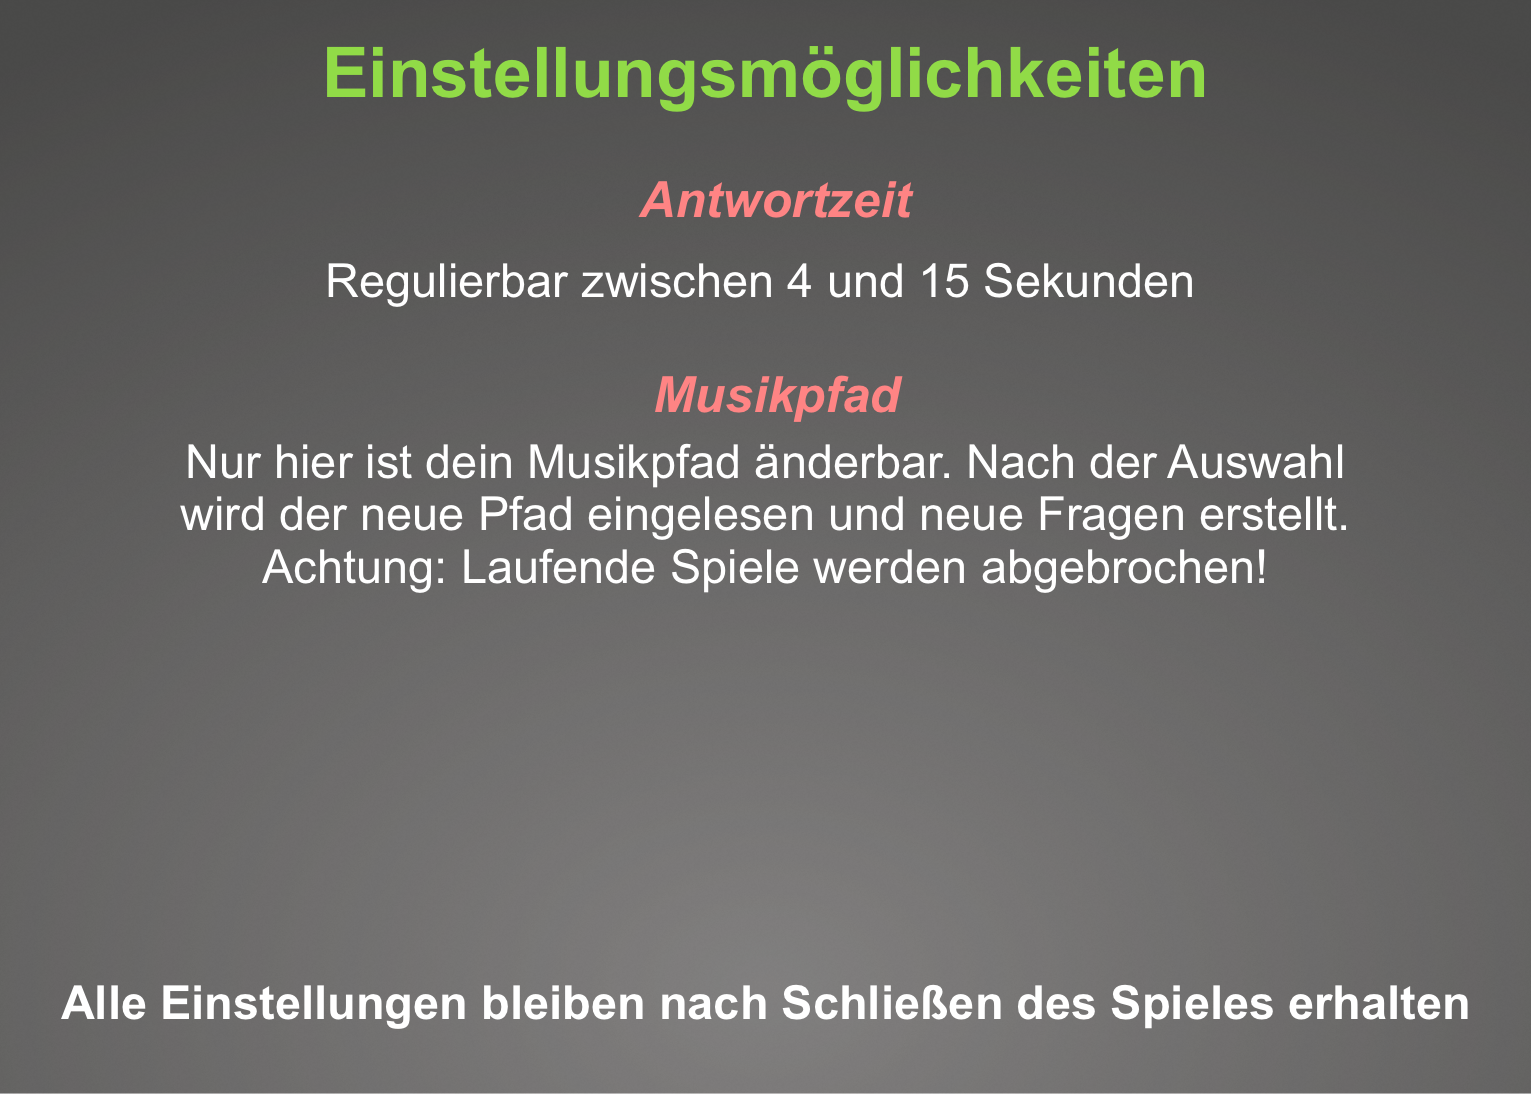 Einstellungsmöglichkeiten
Antwortzeit
Regulierbar zwischen 4 und 15 Sekunden
Musikpfad
Nur hier ist dein Musikpfad änderbar. Nach der Auswahl
wird der neue Pfad eingelesen und neue Fragen erstellt.
Achtung: Laufende Spiele werden abgebrochen!
Alle Einstellungen bleiben nach Schließen des Spieles erhalten